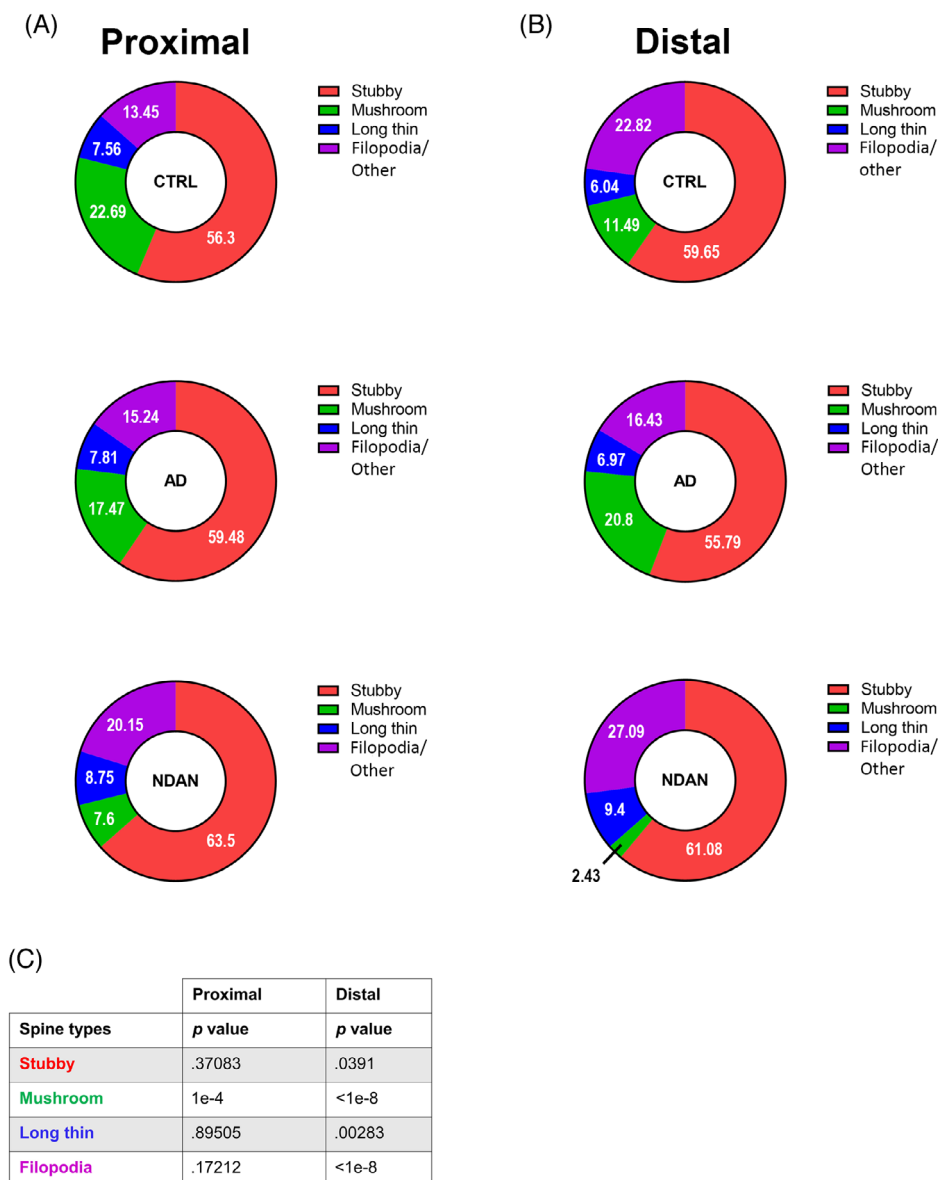 (A)
Proximal
13.45
7.56
22.69
56.3
CTRL
Stubby
Mushroom
Long thin
Filopodia/
Other
15.24
7.81
17.47
59.48
AD
Stubby
Mushroom
Long thin
Filopodia/
Other
20.15
8.75
7.6
63.5
NDAN
Stubby
Mushroom
Long thin
Filopodia/
Other
(B)
Distal
22.82
6.04
11.49
59.65
CTRL
Stubby
Mushroom
Long thin
Filopodia/
other
16.43
6.97
20.8
55.79
AD
Stubby
Mushroom
Long thin
Filopodia/
Other
27.09
9.4
2.43
61.08
NDAN
Stubby
Mushroom
Long thin
Filopodia/
Other
(C)
Proximal Distal
Spine types p value p value
Stubby .37083 .0391
Mushroom 1e-4 <1e-8
Long thin .89505 .00283
Filopodia .17212 <1e-8